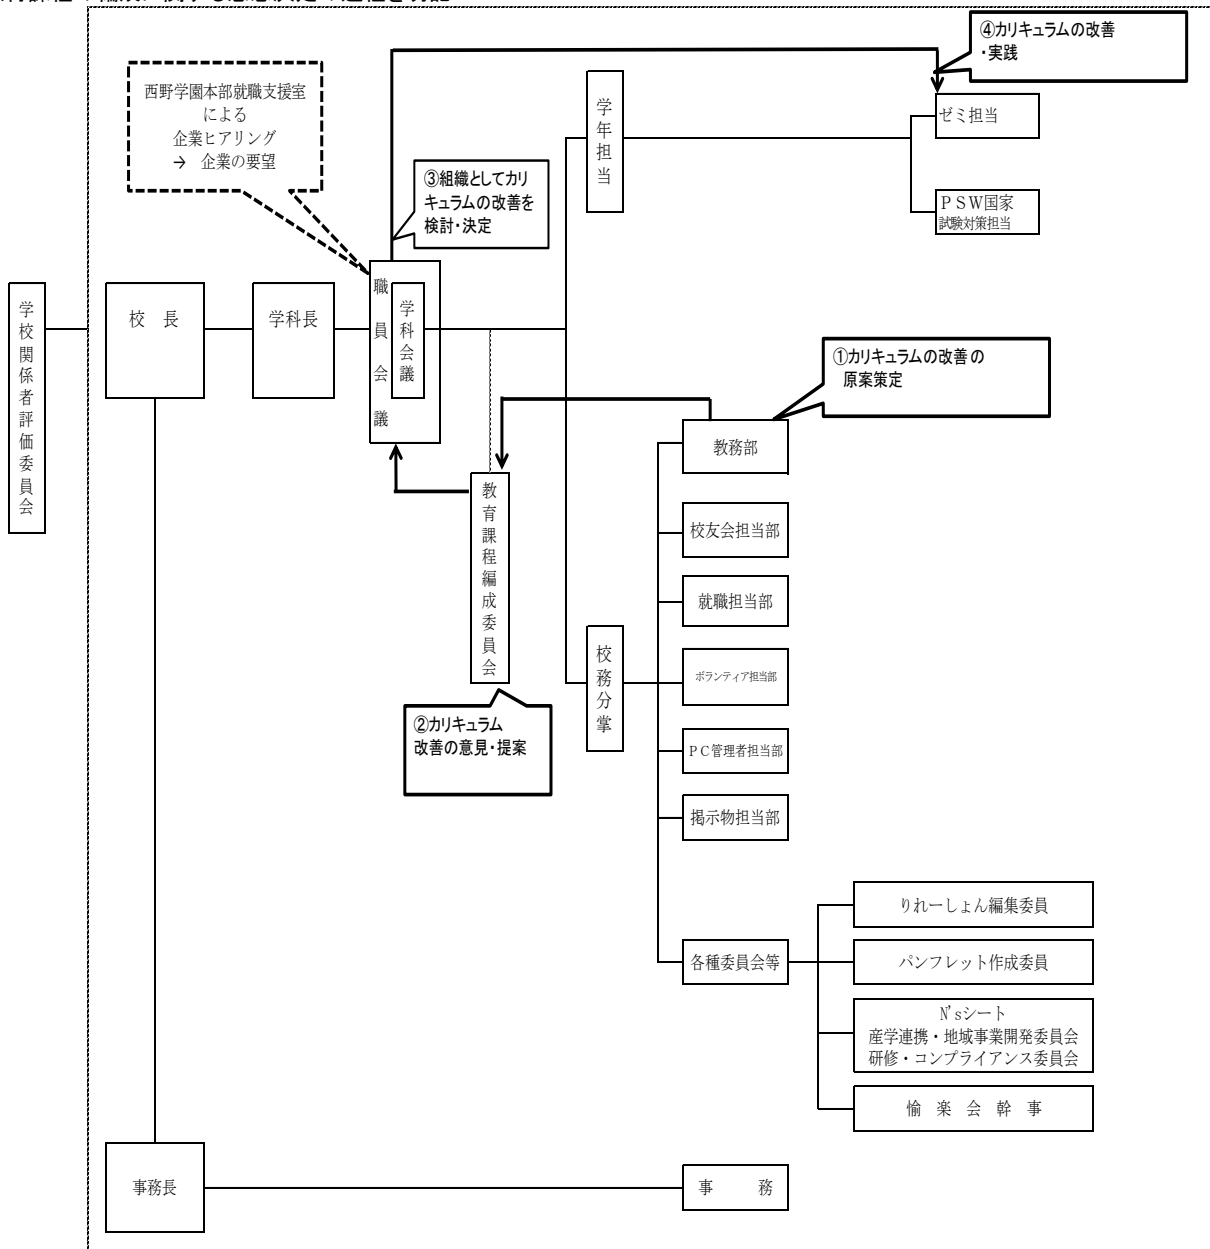 ④カリキュラムの改善
・実践
西野学園本部就職支援室
による
企業ヒアリング
→ 企業の要望
学年担当
ゼミ担当
③組織としてカリ
キュラムの改善を
検討・決定
ＰＳＷ国家
試験対策担当
学校関係者評価委員会
校 長
学科長
職員会議
学科会議
①カリキュラムの改善の
原案策定
教務部
教育課程編成委員会
校友会担当部
就職担当部
校務分掌
ボランティア担当部
②カリキュラム
改善の意見・提案
ＰＣ管理者担当部
掲示物担当部
りれーしょん編集委員
各種委員会等
パンフレット作成委員
N'sシート
産学連携・地域事業開発委員会
研修・コンプライアンス委員会
愉 楽 会 幹 事
事務長
事 務